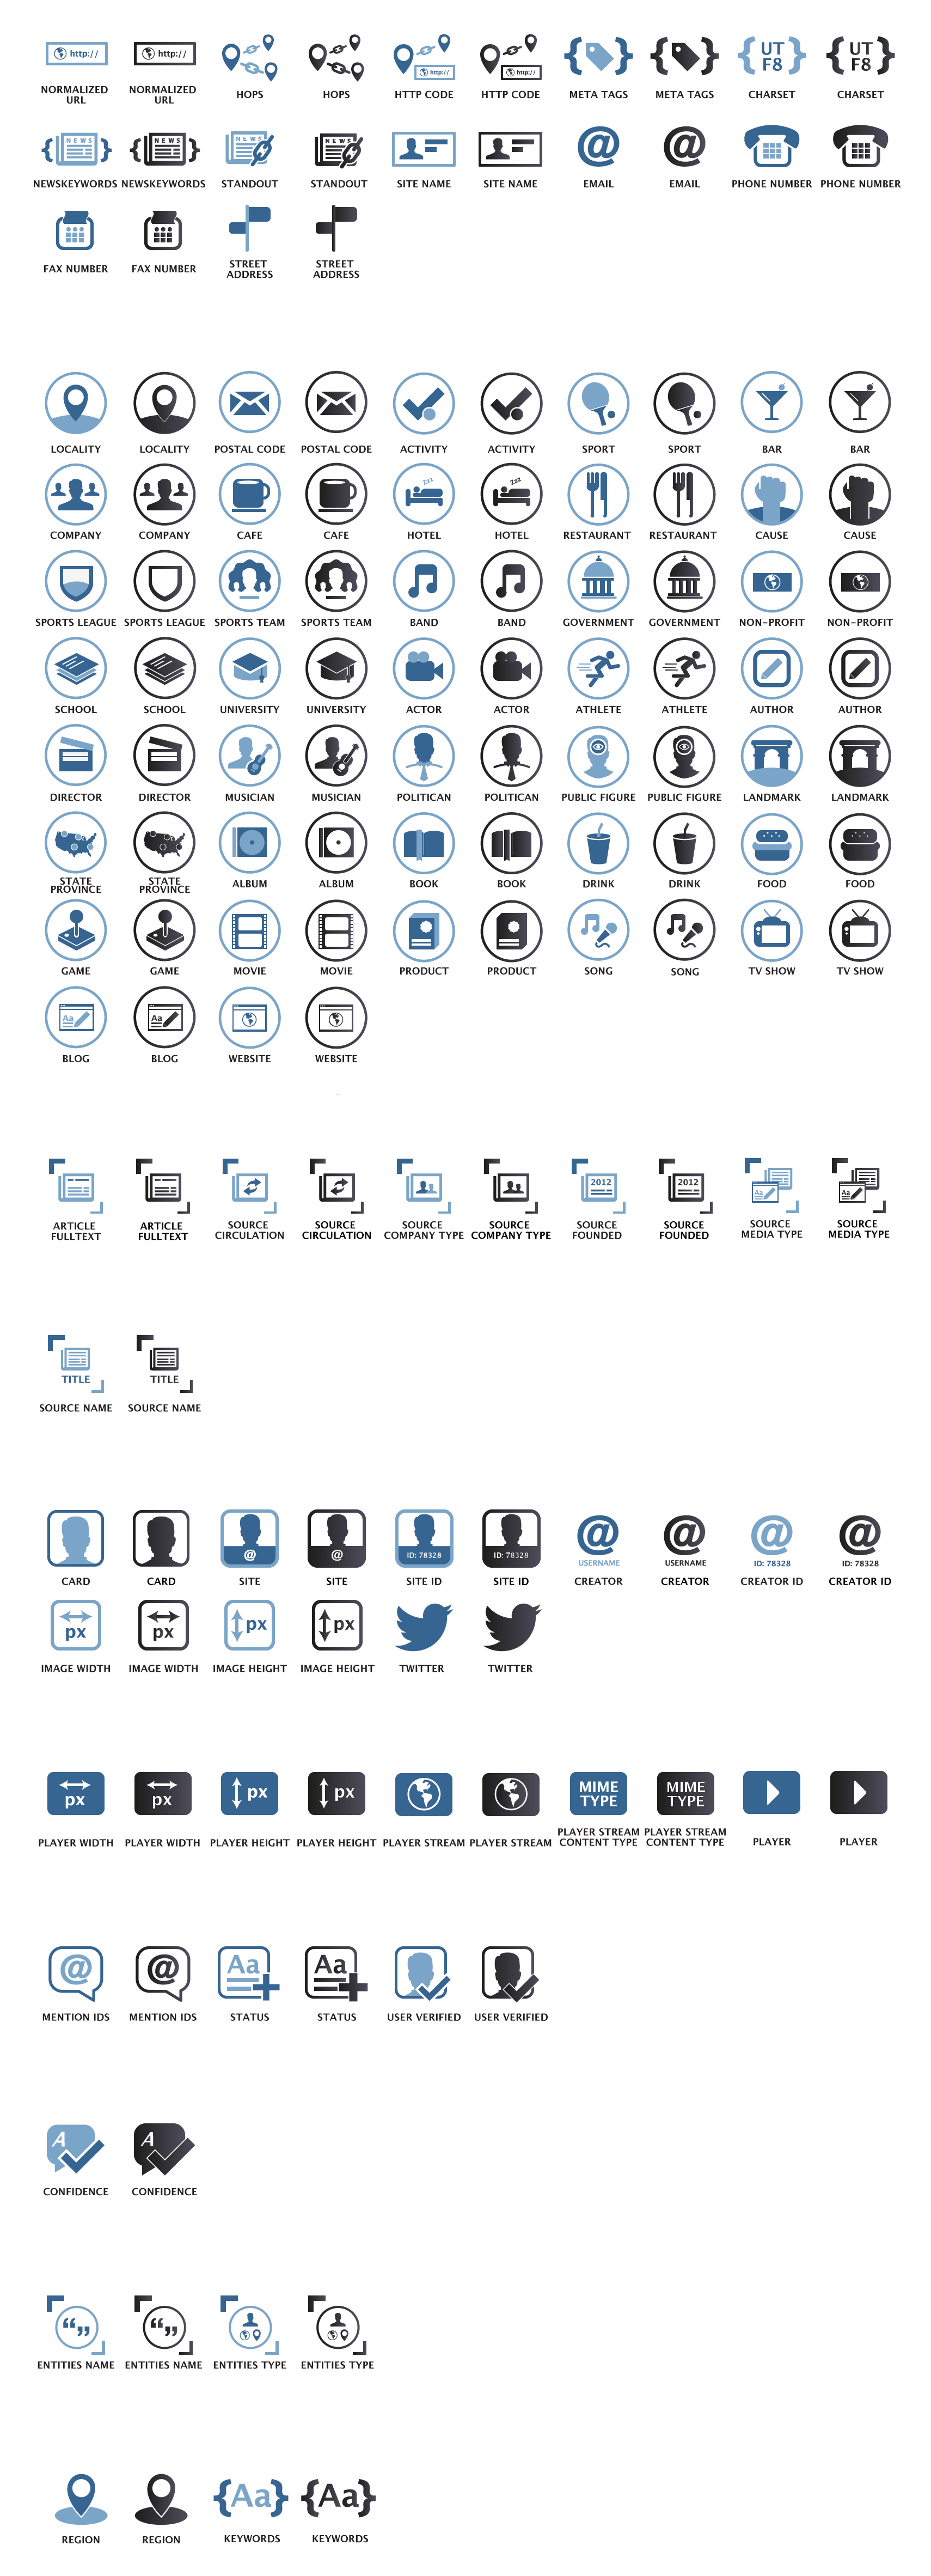 http:// http:// http:// http:// UT UT
F8 F8
NORMALIZED NORMALIZED
URL URL
HOPS HOPS HTTP CODE HTTP CODE META TAGS META TAGS CHARSET CHARSET
NEWS NEWS NEWS NEWS
NEWSKEYWORDS NEWSKEYWORDS STANDOUT STANDOUT SITE NAME SITE NAME EMAIL EMAIL PHONE NUMBER PHONE NUMBER
FAX NUMBER FAX NUMBER STREET STREET
ADDRESS ADDRESS
LOCALITY LOCALITY POSTAL CODE POSTAL CODE ACTIVITY ACTIVITY SPORT SPORT BAR BAR
Zzz Zzz
COMPANY COMPANY CAFE CAFE HOTEL HOTEL RESTAURANT RESTAURANT CAUSE CAUSE
SPORTS LEAGUE SPORTS LEAGUE SPORTS TEAM SPORTS TEAM BAND BAND GOVERNMENT GOVERNMENT NON-PROFIT NON-PROFIT
SCHOOL SCHOOL UNIVERSITY UNIVERSITY ACTOR ACTOR ATHLETE ATHLETE AUTHOR AUTHOR
DIRECTOR DIRECTOR MUSICIAN MUSICIAN POLITICAN POLITICAN PUBLIC FIGURE PUBLIC FIGURE LANDMARK LANDMARK
STATE STATE
PROVINCE PROVINCE ALBUM ALBUM BOOK BOOK DRINK DRINK FOOD FOOD
GAME GAME MOVIE MOVIE PRODUCT PRODUCT SONG SONG TV SHOW TV SHOW
Aa Aa
BLOG BLOG WEBSITE WEBSITE
2012 2012 Aa Aa
ARTICLE ARTICLE SOURCE SOURCE SOURCE SOURCE SOURCE SOURCE SOURCE SOURCE
FULLTEXT FULLTEXT CIRCULATION CIRCULATION COMPANY TYPE COMPANY TYPE FOUNDED FOUNDED MEDIA TYPE MEDIA TYPE
TITLE TITLE
SOURCE NAME SOURCE NAME
@ @ ID: 78328 ID: 78328 @ @ @ @
USERNAME USERNAME ID: 78328 ID: 78328
CARD CARD SITE SITE SITE ID SITE ID CREATOR CREATOR CREATOR ID CREATOR ID
px px px px
IMAGE WIDTH IMAGE WIDTH IMAGE HEIGHT IMAGE HEIGHT TWITTER TWITTER
px px px px MIME MIME
TYPE TYPE
PLAYER WIDTH PLAYER WIDTH PLAYER HEIGHT PLAYER HEIGHT PLAYER STREAM PLAYER STREAM PLAYER STREAM PLAYER STREAM PLAYER PLAYER
CONTENT TYPE CONTENT TYPE
@ @ Aa Aa
MENTION IDS MENTION IDS STATUS STATUS USER VERIFIED USER VERIFIED
A A
CONFIDENCE CONFIDENCE
“ ” “ ”
ENTITIES NAME ENTITIES NAME ENTITIES TYPE ENTITIES TYPE
{Aa} {Aa}
REGION REGION KEYWORDS KEYWORDS